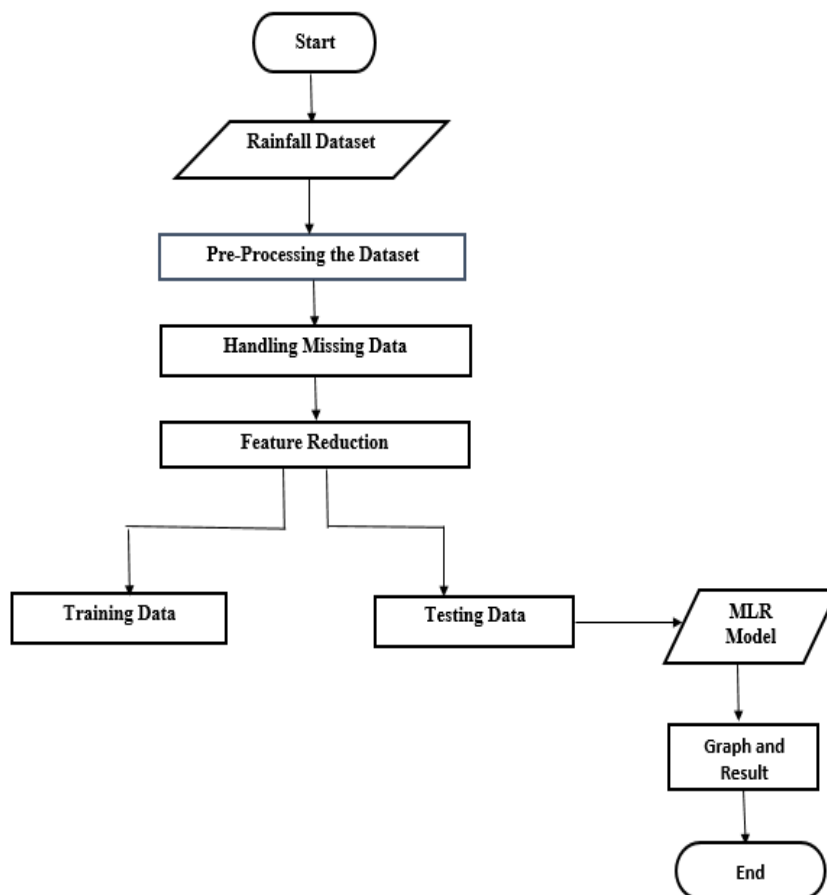 Start
Rainfall Dataset
Pre-Processing the Dataset
Handling Missing Data
Feature Reduction
Training Data
Testing Data
MLR
Model
Graph and
Result
End